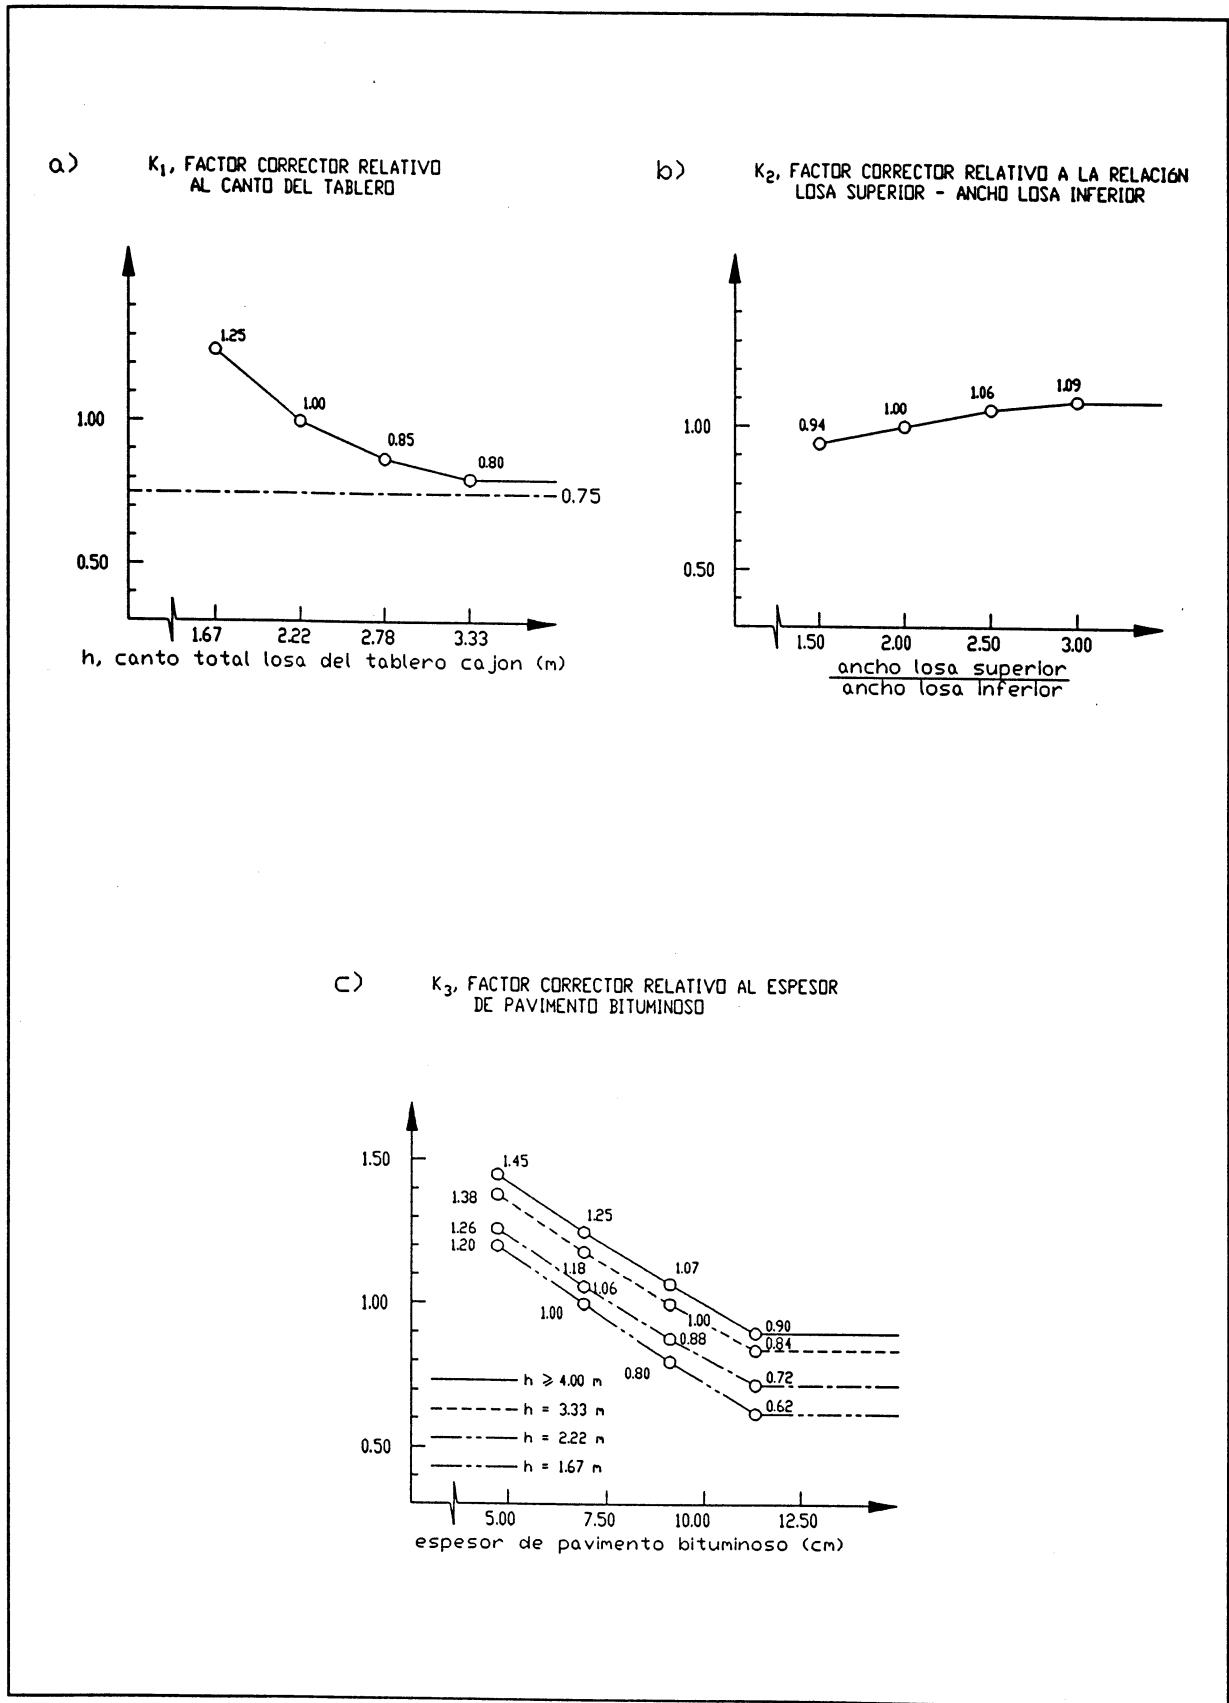 a) K₁, FACTOR CORRECTOR RELATIVO
AL CANTO DEL TABLERO
1.00
0.50
1.25
1.00
0.85
0.80
0.75
1.67 2.22 2.78 3.33
h, canto total losa del tablero cajon (m)
b) K₂, FACTOR CORRECTOR RELATIVO A LA RELACIÓN
LOSA SUPERIOR - ANCHO LOSA INFERIOR
1.00
0.50
0.94
1.00
1.06
1.09
1.50 2.00 2.50 3.00
ancho losa superior
ancho losa inferior
c) K₃, FACTOR CORRECTOR RELATIVO AL ESPESOR
DE PAVIMENTO BITUMINOSO
1.50
1.00
0.50
1.45
1.25
1.07
0.90
1.38
1.18
1.00
0.84
1.26
1.06
0.88
0.72
1.20
1.00
0.80
0.62
h ⩾ 4.00 m
h = 3.33 m
h = 2.22 m
h = 1.67 m
5.00 7.50 10.00 12.50
espesor de pavimento bituminoso (cm)